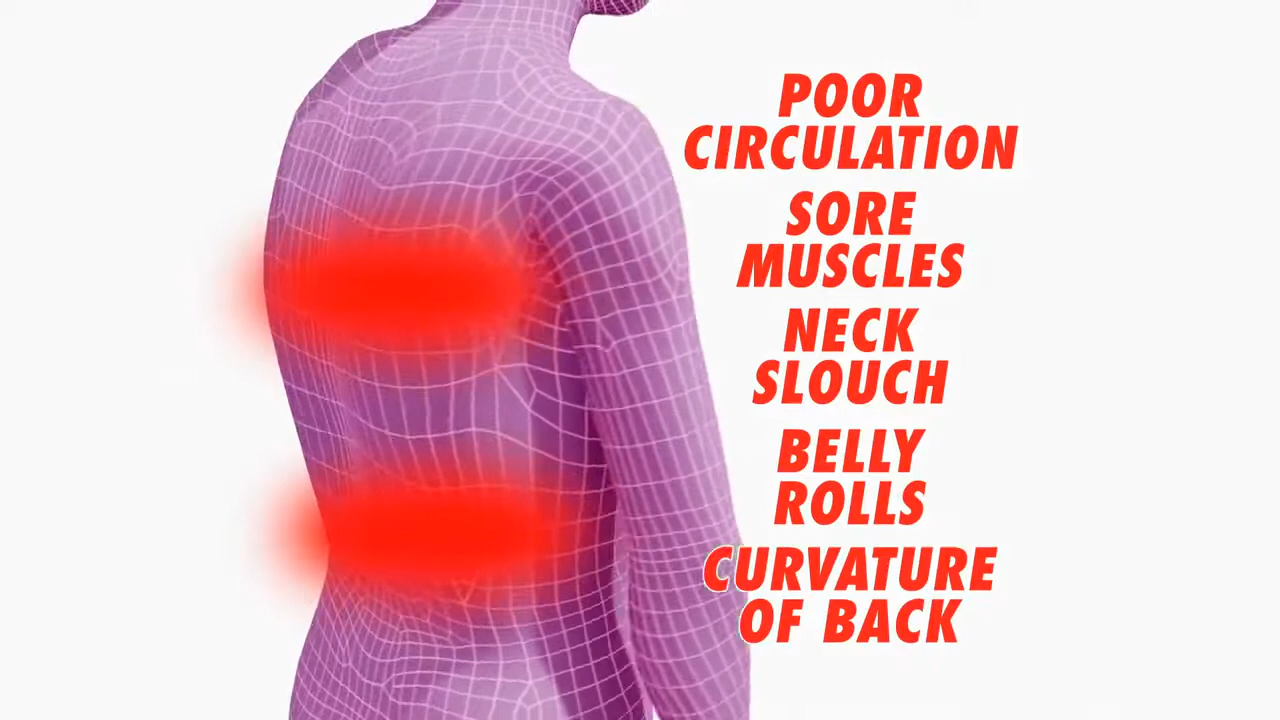 POOR
CIRCULATION
SORE
MUSCLES
NECK
SLOUCH
BELLY
ROLLS
CURVATURE
OF BACK